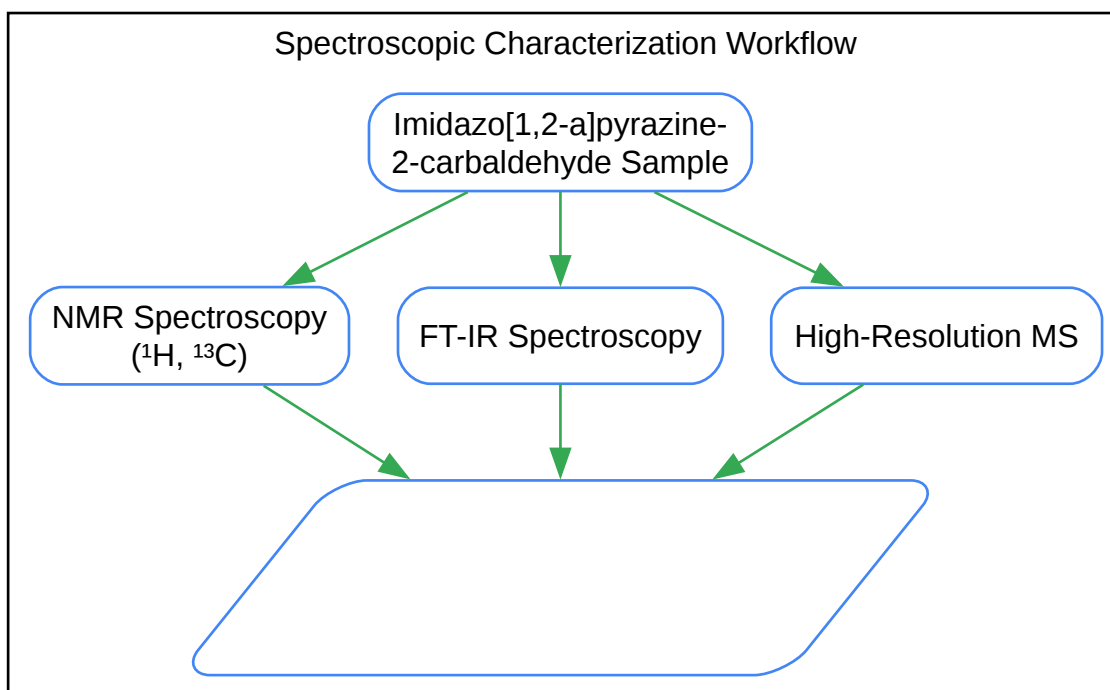 Spectroscopic Characterization Workflow
Imidazo[1,2-a]pyrazine-
2-carbaldehyde Sample
NMR Spectroscopy
(¹H, ¹³C)
FT-IR Spectroscopy
High-Resolution MS